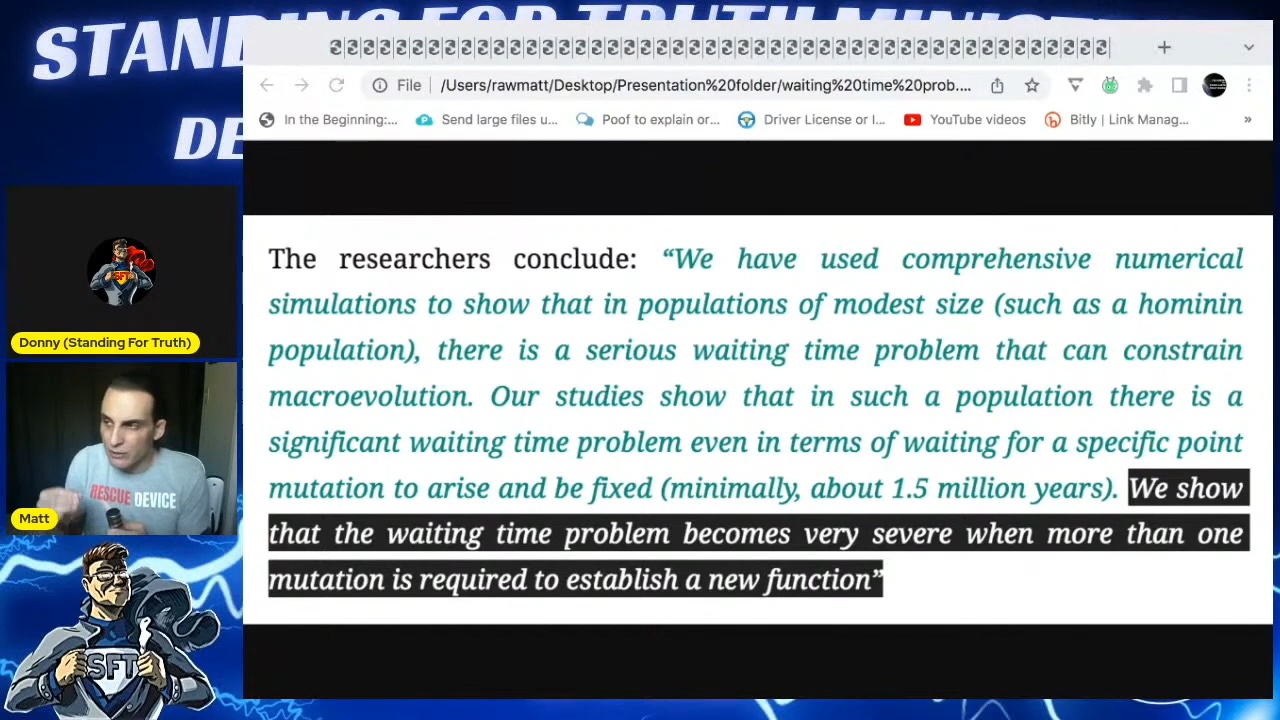 STANDING FOR TRUTH MINIST
DE
File /Users/rawmatt/Desktop/Presentation%20folder/waiting%20time%20prob....
In the Beginning:... Send large files u... Poof to explain or... Driver License or I... YouTube videos Bitly | Link Manag... »
The researchers conclude: “We have used comprehensive numerical
simulations to show that in populations of modest size (such as a hominin
population), there is a serious waiting time problem that can constrain
macroevolution. Our studies show that in such a population there is a
significant waiting time problem even in terms of waiting for a specific point
mutation to arise and be fixed (minimally, about 1.5 million years). We show
that the waiting time problem becomes very severe when more than one
mutation is required to establish a new function”
SFT
Donny (Standing For Truth)
RESCUE DEVICE
Matt
SFT